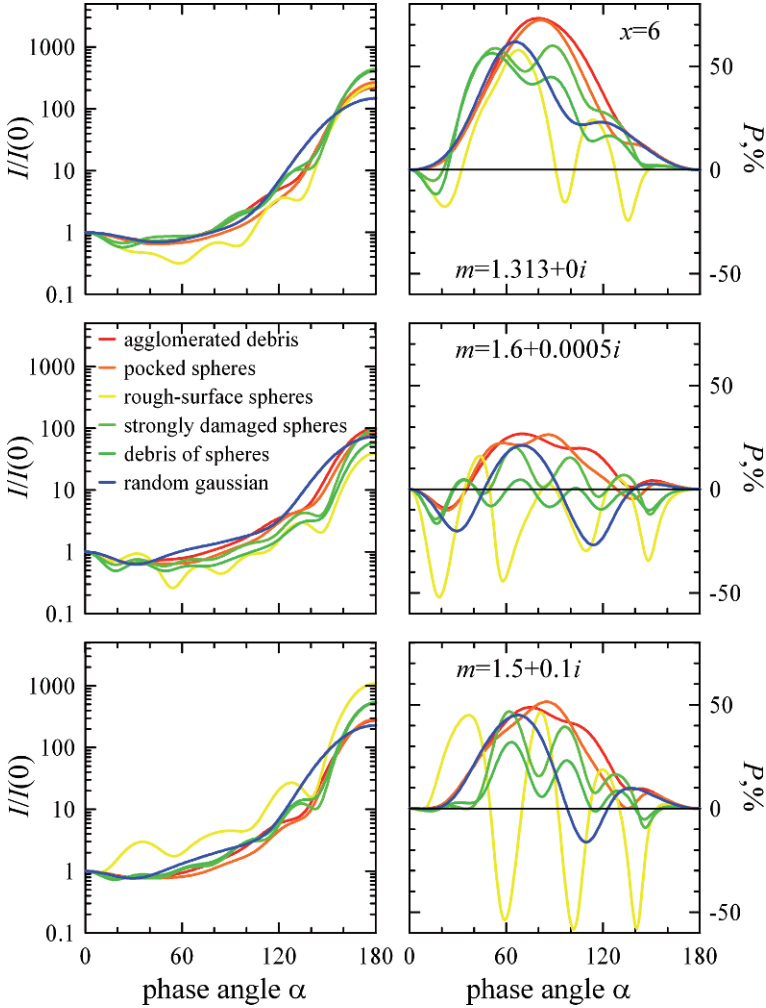 1000
100
10
1
0.1
I/I(0)
x=6
m=1.313+0i
50
0
-50
P,%
100
10
1
0.1
I/I(0)
agglomerated debris
pocked spheres
rough-surface spheres
strongly damaged spheres
debris of spheres
random gaussian
m=1.6+0.0005i
50
0
-50
P,%
1000
100
10
1
0.1
I/I(0)
0 60 120 180
phase angle α
m=1.5+0.1i
50
0
-50
P,%
0 60 120 180
phase angle α